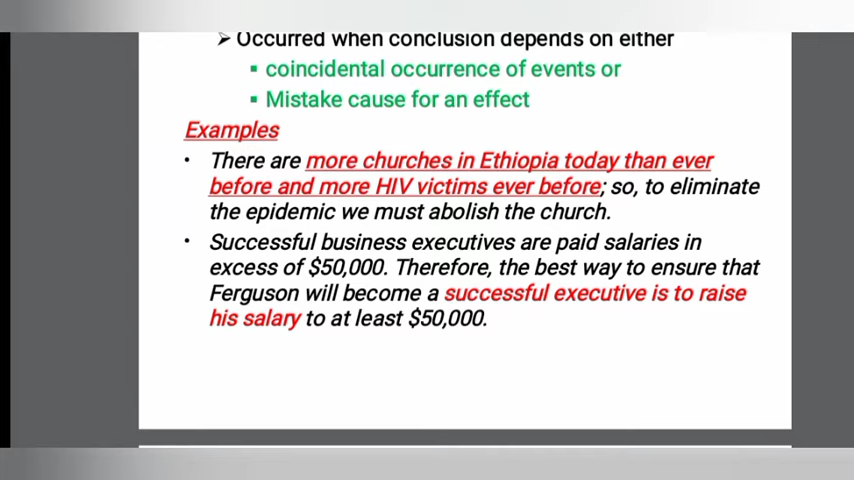 ➤ Occurred when conclusion depends on either
▪ coincidental occurrence of events or
▪ Mistake cause for an effect
Examples
• There are more churches in Ethiopia today than ever
before and more HIV victims ever before; so, to eliminate
the epidemic we must abolish the church.
• Successful business executives are paid salaries in
excess of $50,000. Therefore, the best way to ensure that
Ferguson will become a successful executive is to raise
his salary to at least $50,000.